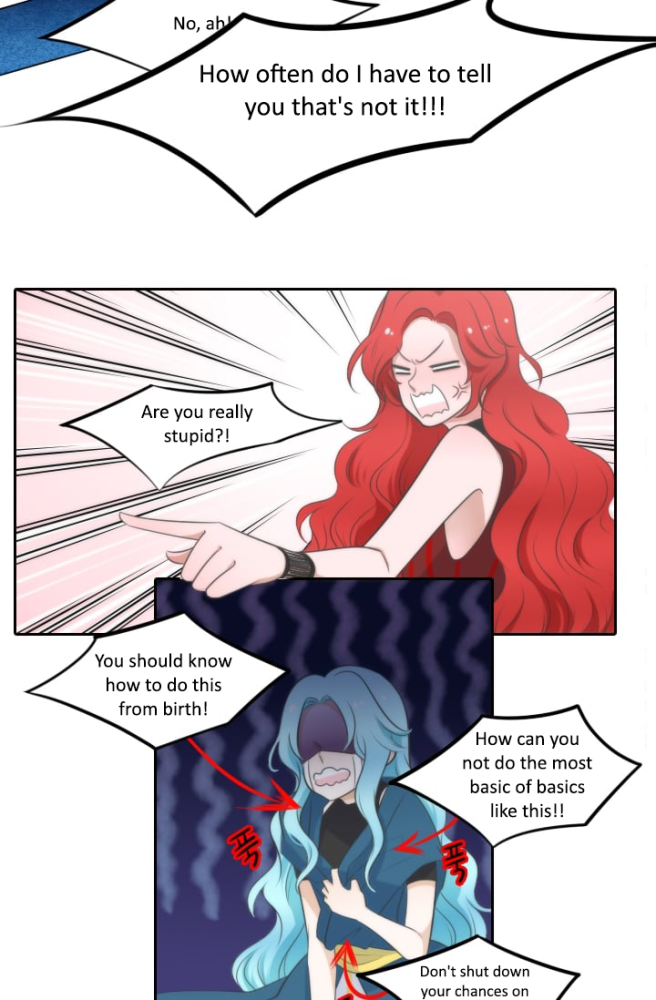 No, ah!
How often do I have to tell
you that's not it!!!
Are you really
stupid?!
You should know
how to do this
from birth!
How can you
not do the most
basic of basics
like this!!
푹
푹
Don't shut down
your chances on